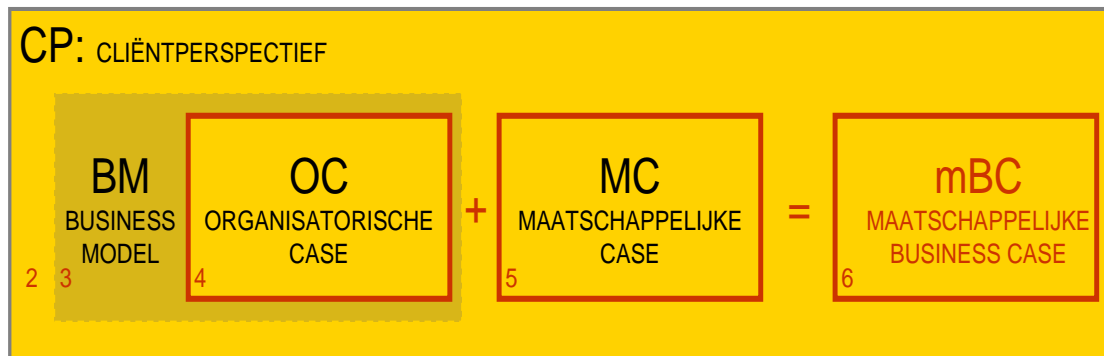 CP: CLIËNTPERSPECTIEF
BM
BUSINESS
MODEL
OC
ORGANISATORISCHE
CASE
+
MC
MAATSCHAPPELIJKE
CASE
=
mBC
MAATSCHAPPELIJKE
BUSINESS CASE
2 3 4 5 6